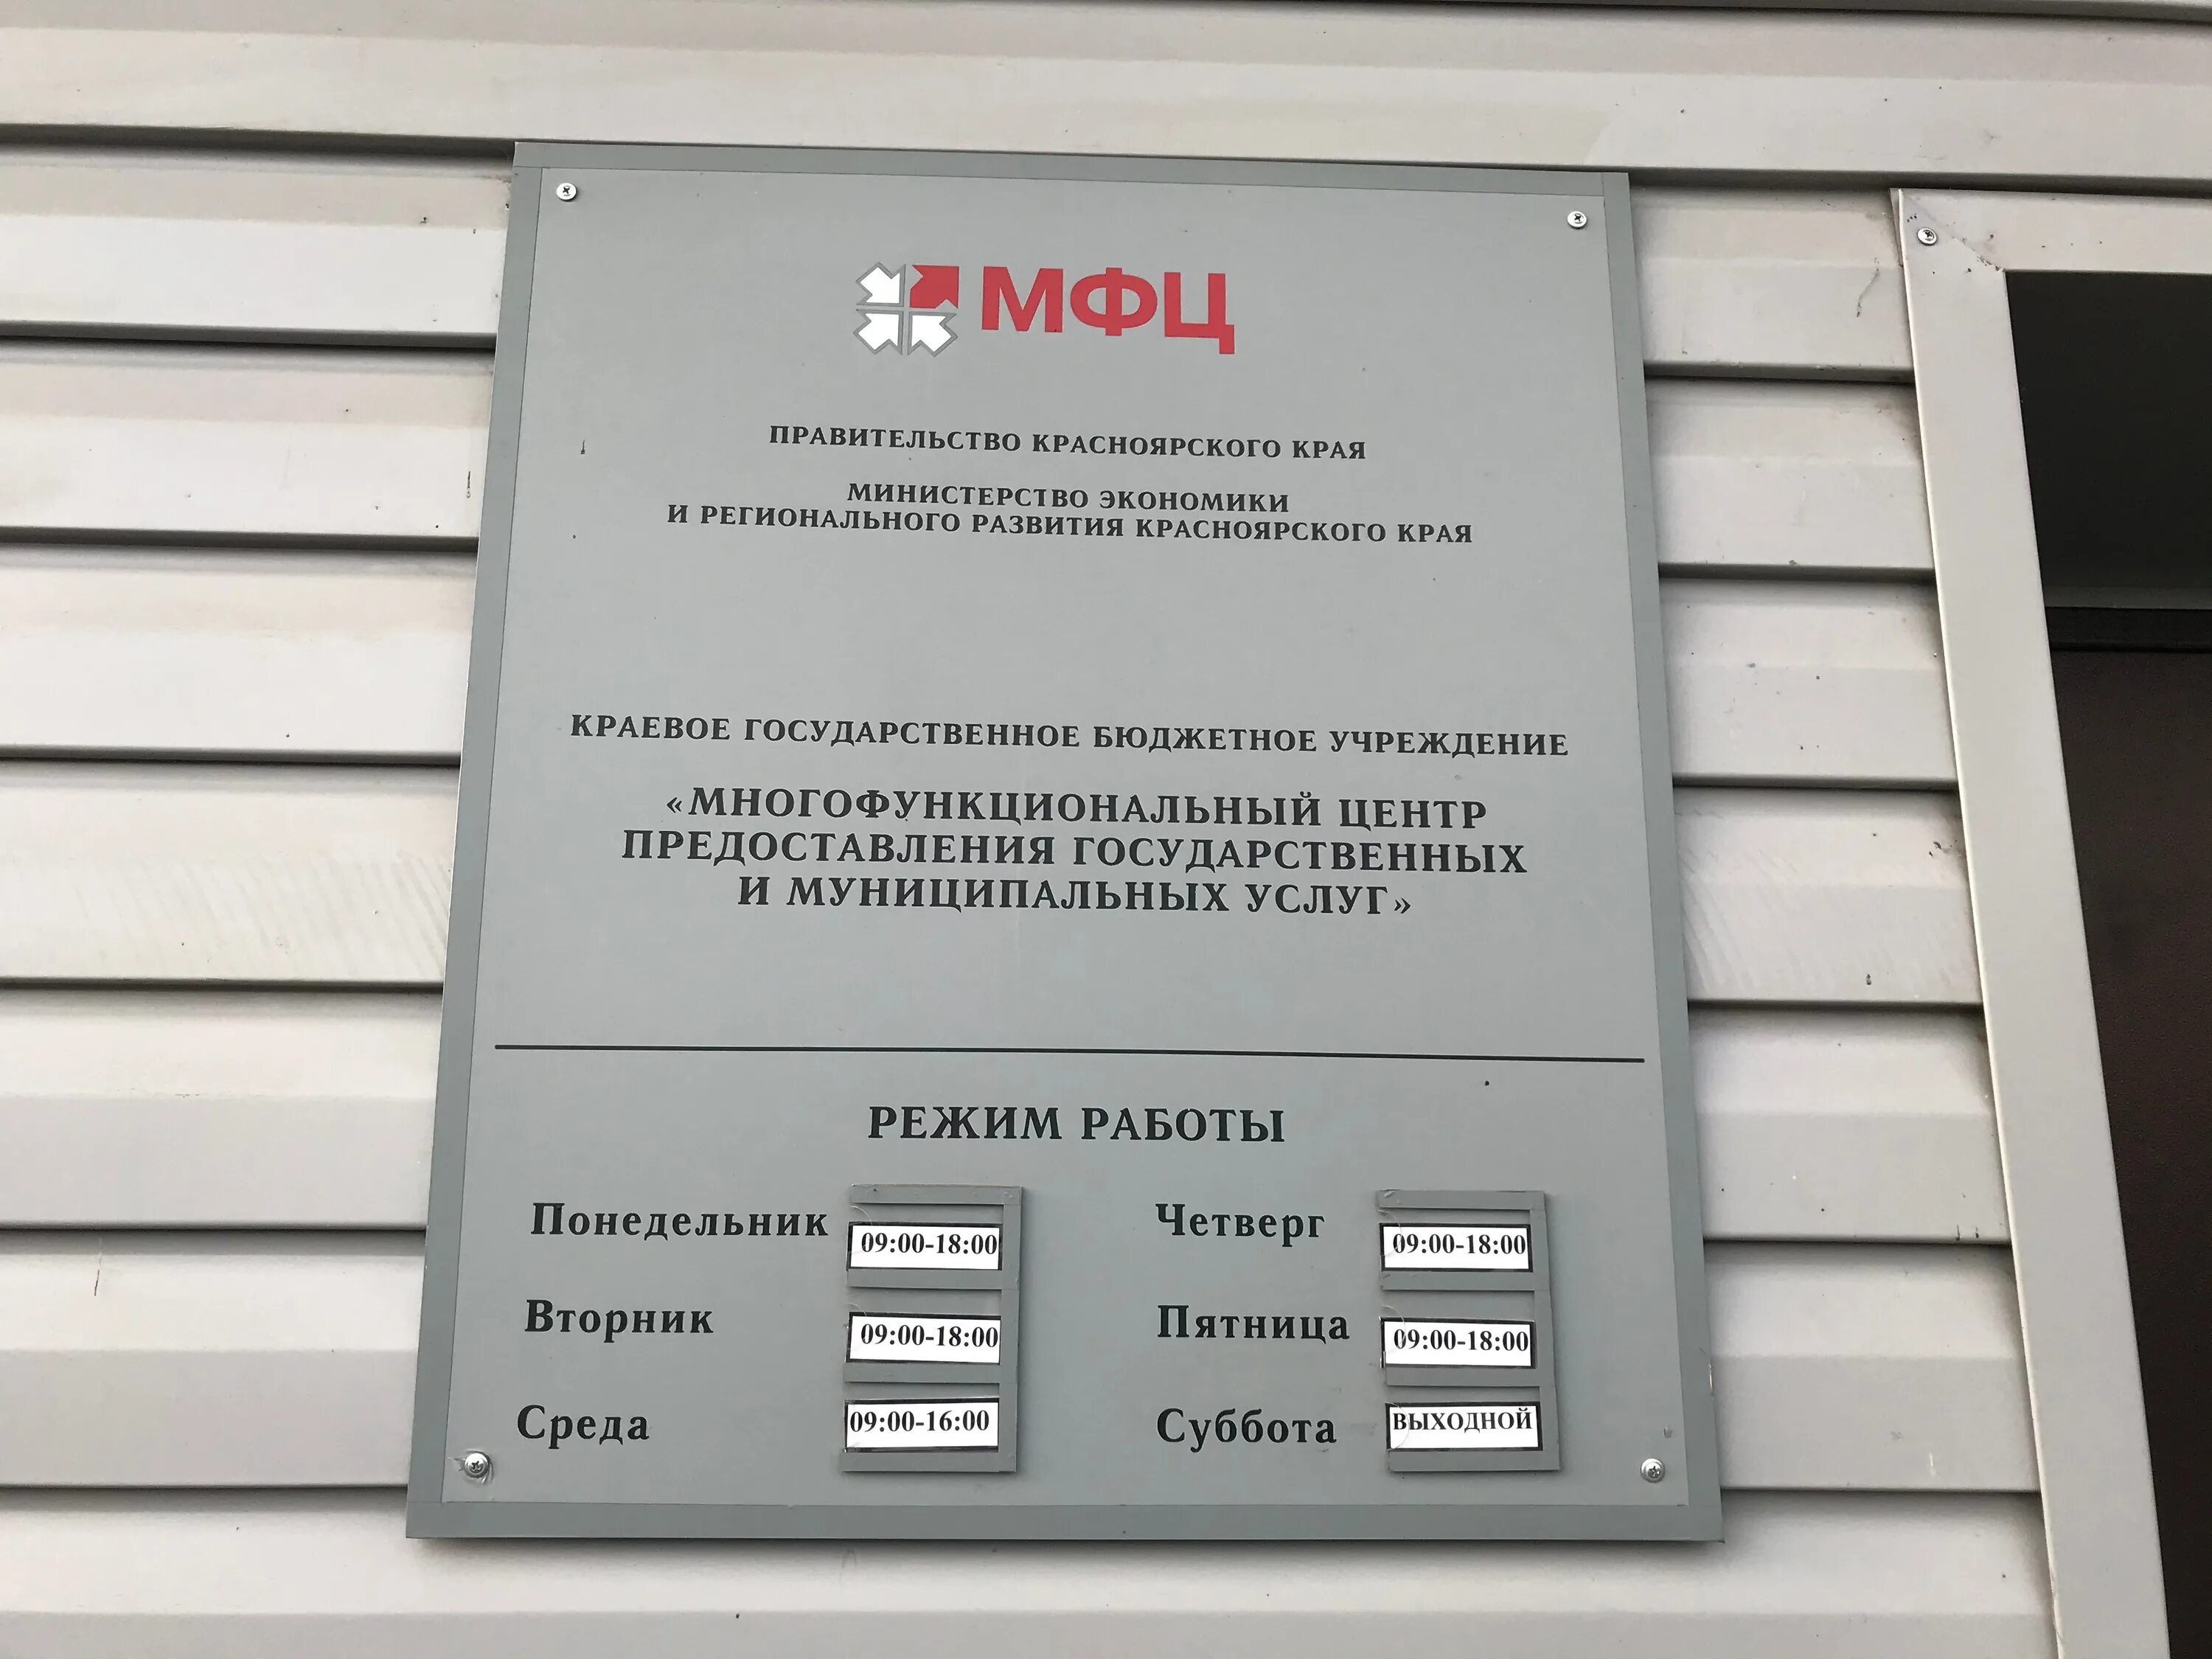 МФЦ
ПРАВИТЕЛЬСТВО КРАСНОЯРСКОГО КРАЯ
МИНИСТЕРСТВО ЭКОНОМИКИ
И РЕГИОНАЛЬНОГО РАЗВИТИЯ КРАСНОЯРСКОГО КРАЯ
КРАЕВОЕ ГОСУДАРСТВЕННОЕ БЮДЖЕТНОЕ УЧРЕЖДЕНИЕ
«МНОГОФУНКЦИОНАЛЬНЫЙ ЦЕНТР
ПРЕДОСТАВЛЕНИЯ ГОСУДАРСТВЕННЫХ
И МУНИЦИПАЛЬНЫХ УСЛУГ»
РЕЖИМ РАБОТЫ
Понедельник 09:00-18:00
Вторник 09:00-18:00
Среда 09:00-16:00
Четверг 09:00-18:00
Пятница 09:00-18:00
Суббота ВЫХОДНОЙ